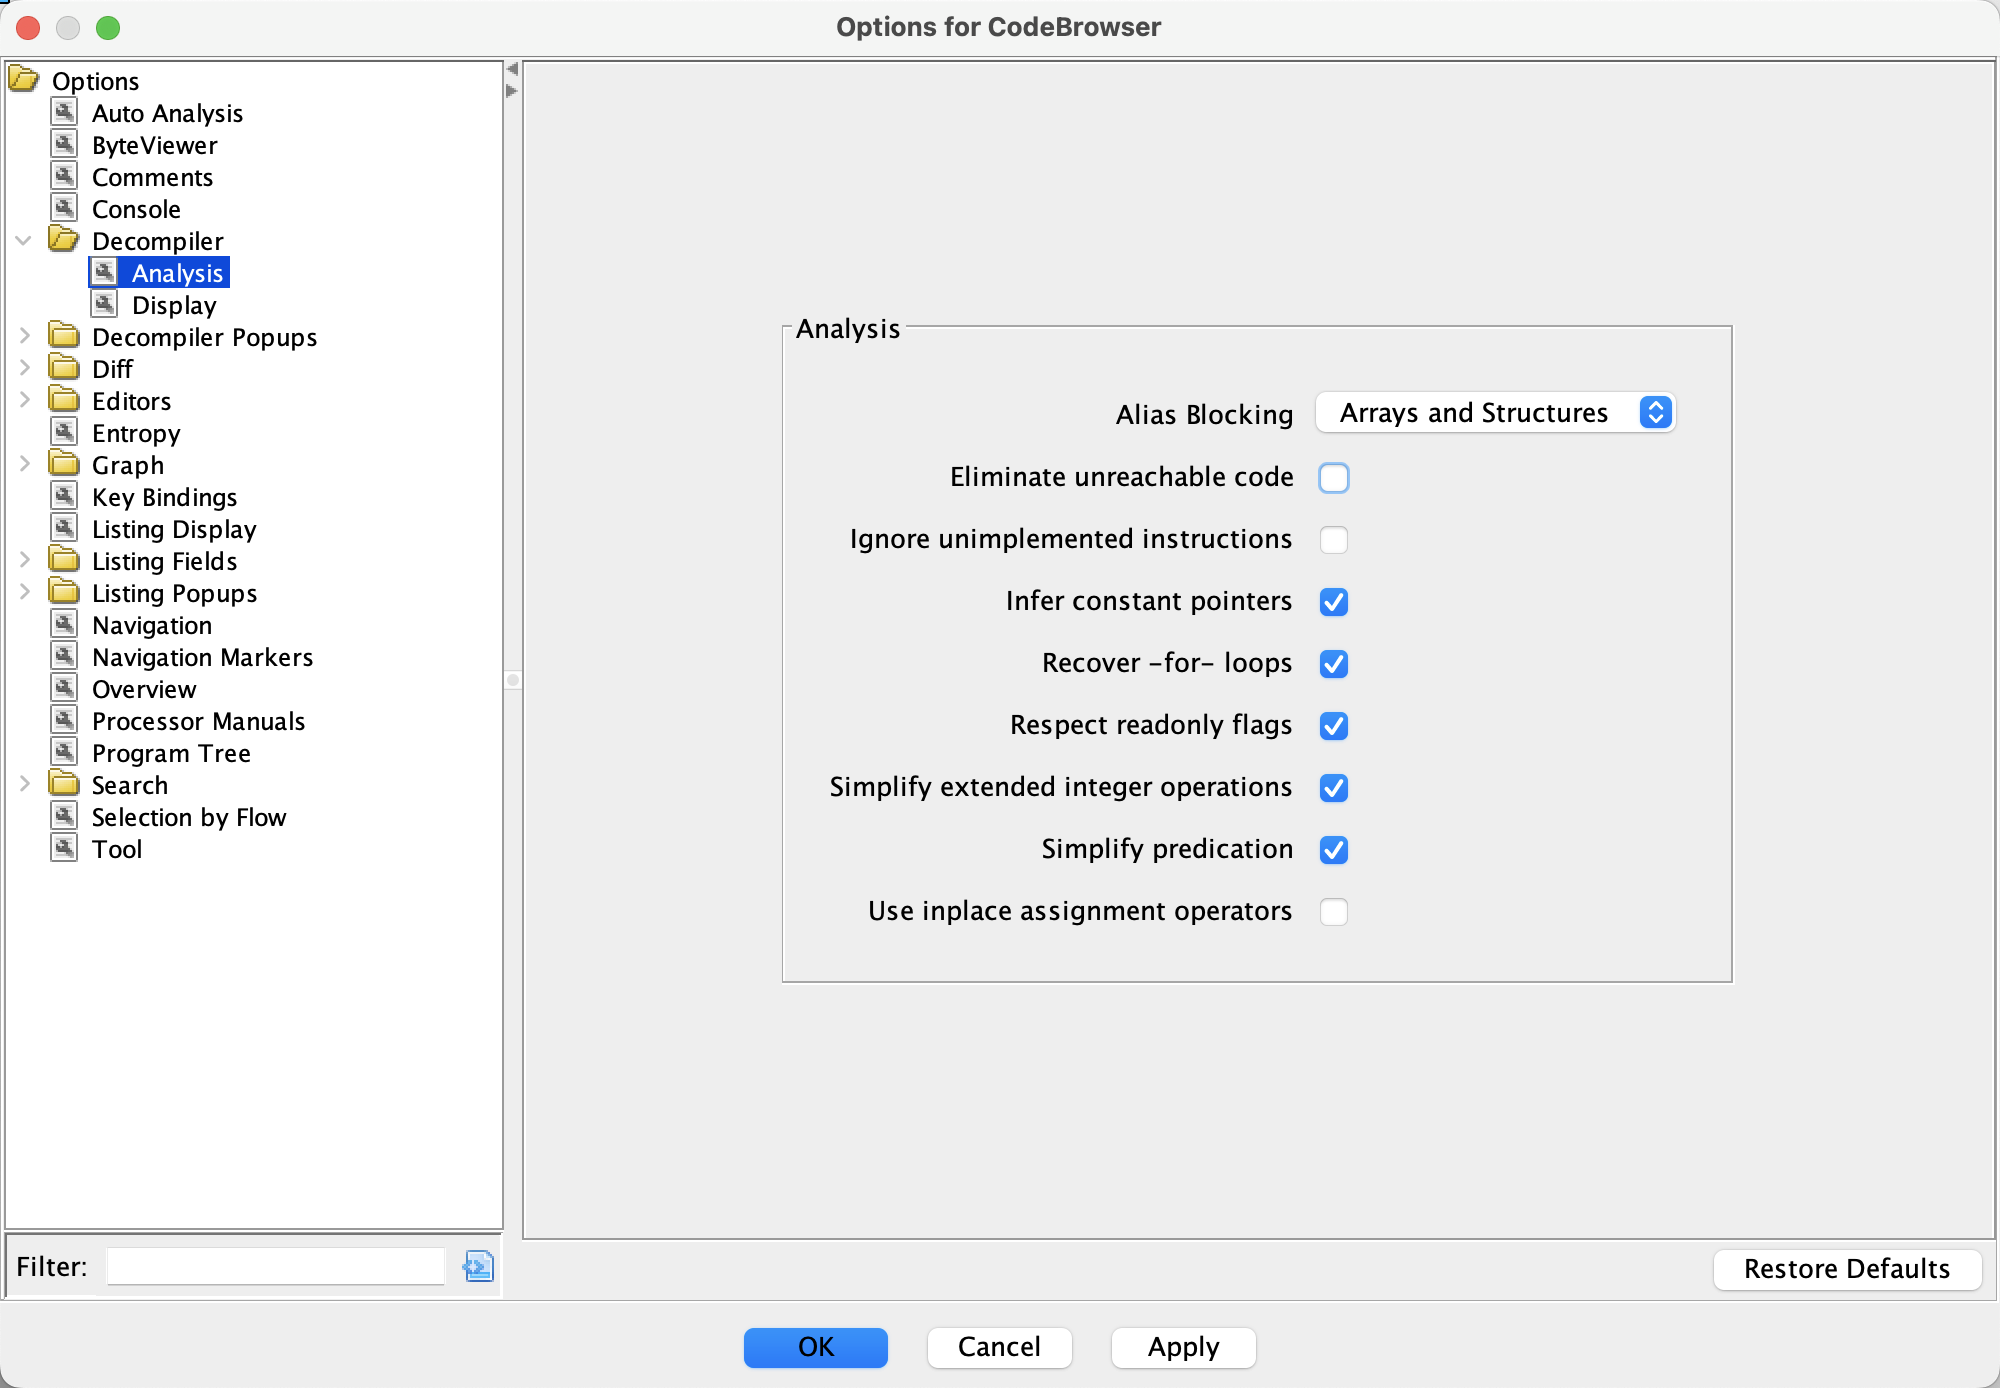 Options for CodeBrowser
Options
Auto Analysis
ByteViewer
Comments
Console
Decompiler
Analysis
Display
Decompiler Popups
Diff
Editors
Entropy
Graph
Key Bindings
Listing Display
Listing Fields
Listing Popups
Navigation
Navigation Markers
Overview
Processor Manuals
Program Tree
Search
Selection by Flow
Tool
Filter:
Analysis
Alias Blocking Arrays and Structures
Eliminate unreachable code
Ignore unimplemented instructions
Infer constant pointers
Recover -for- loops
Respect readonly flags
Simplify extended integer operations
Simplify predication
Use inplace assignment operators
Restore Defaults
OK Cancel Apply